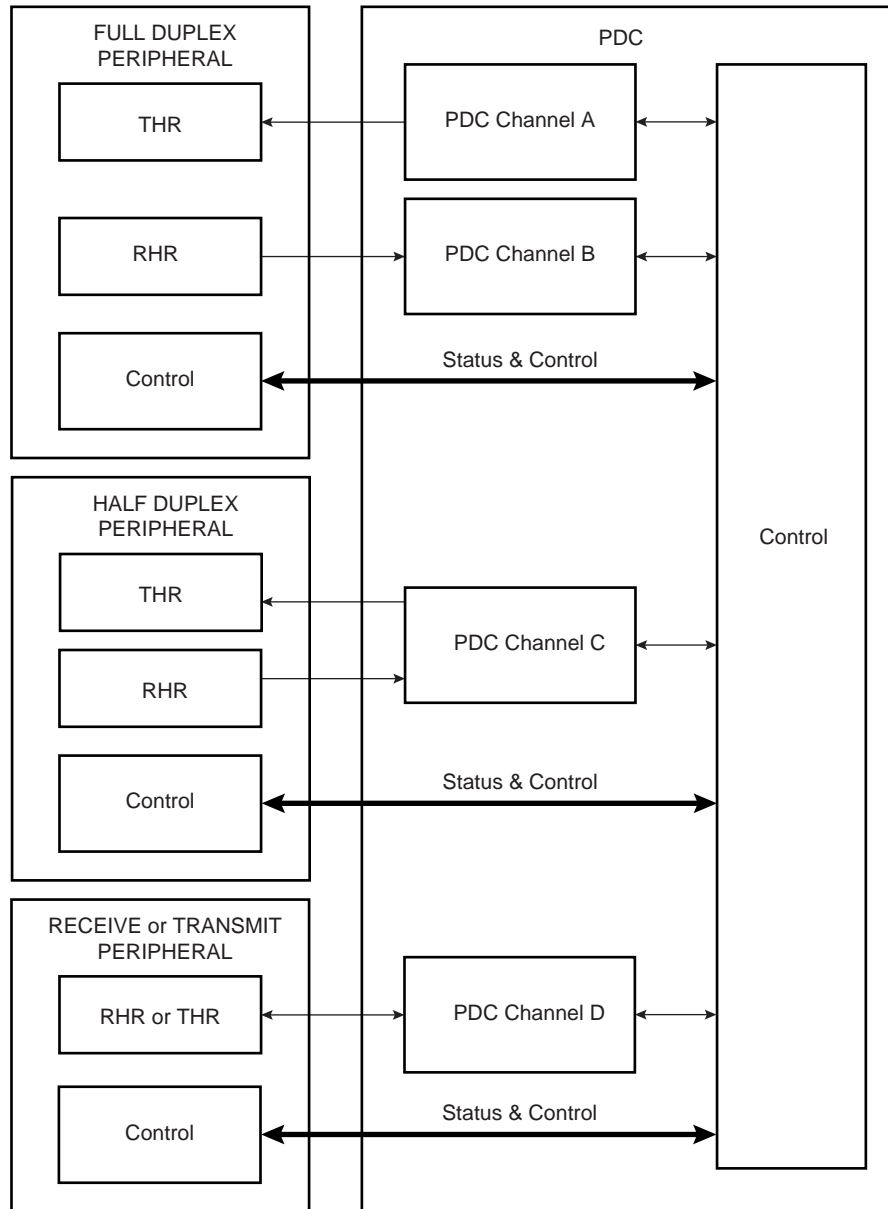 FULL DUPLEX
PERIPHERAL
PDC
THR
PDC Channel A
RHR
PDC Channel B
Control
Status & Control
HALF DUPLEX
PERIPHERAL
Control
THR
PDC Channel C
RHR
Control
Status & Control
RECEIVE or TRANSMIT
PERIPHERAL
RHR or THR
PDC Channel D
Control
Status & Control